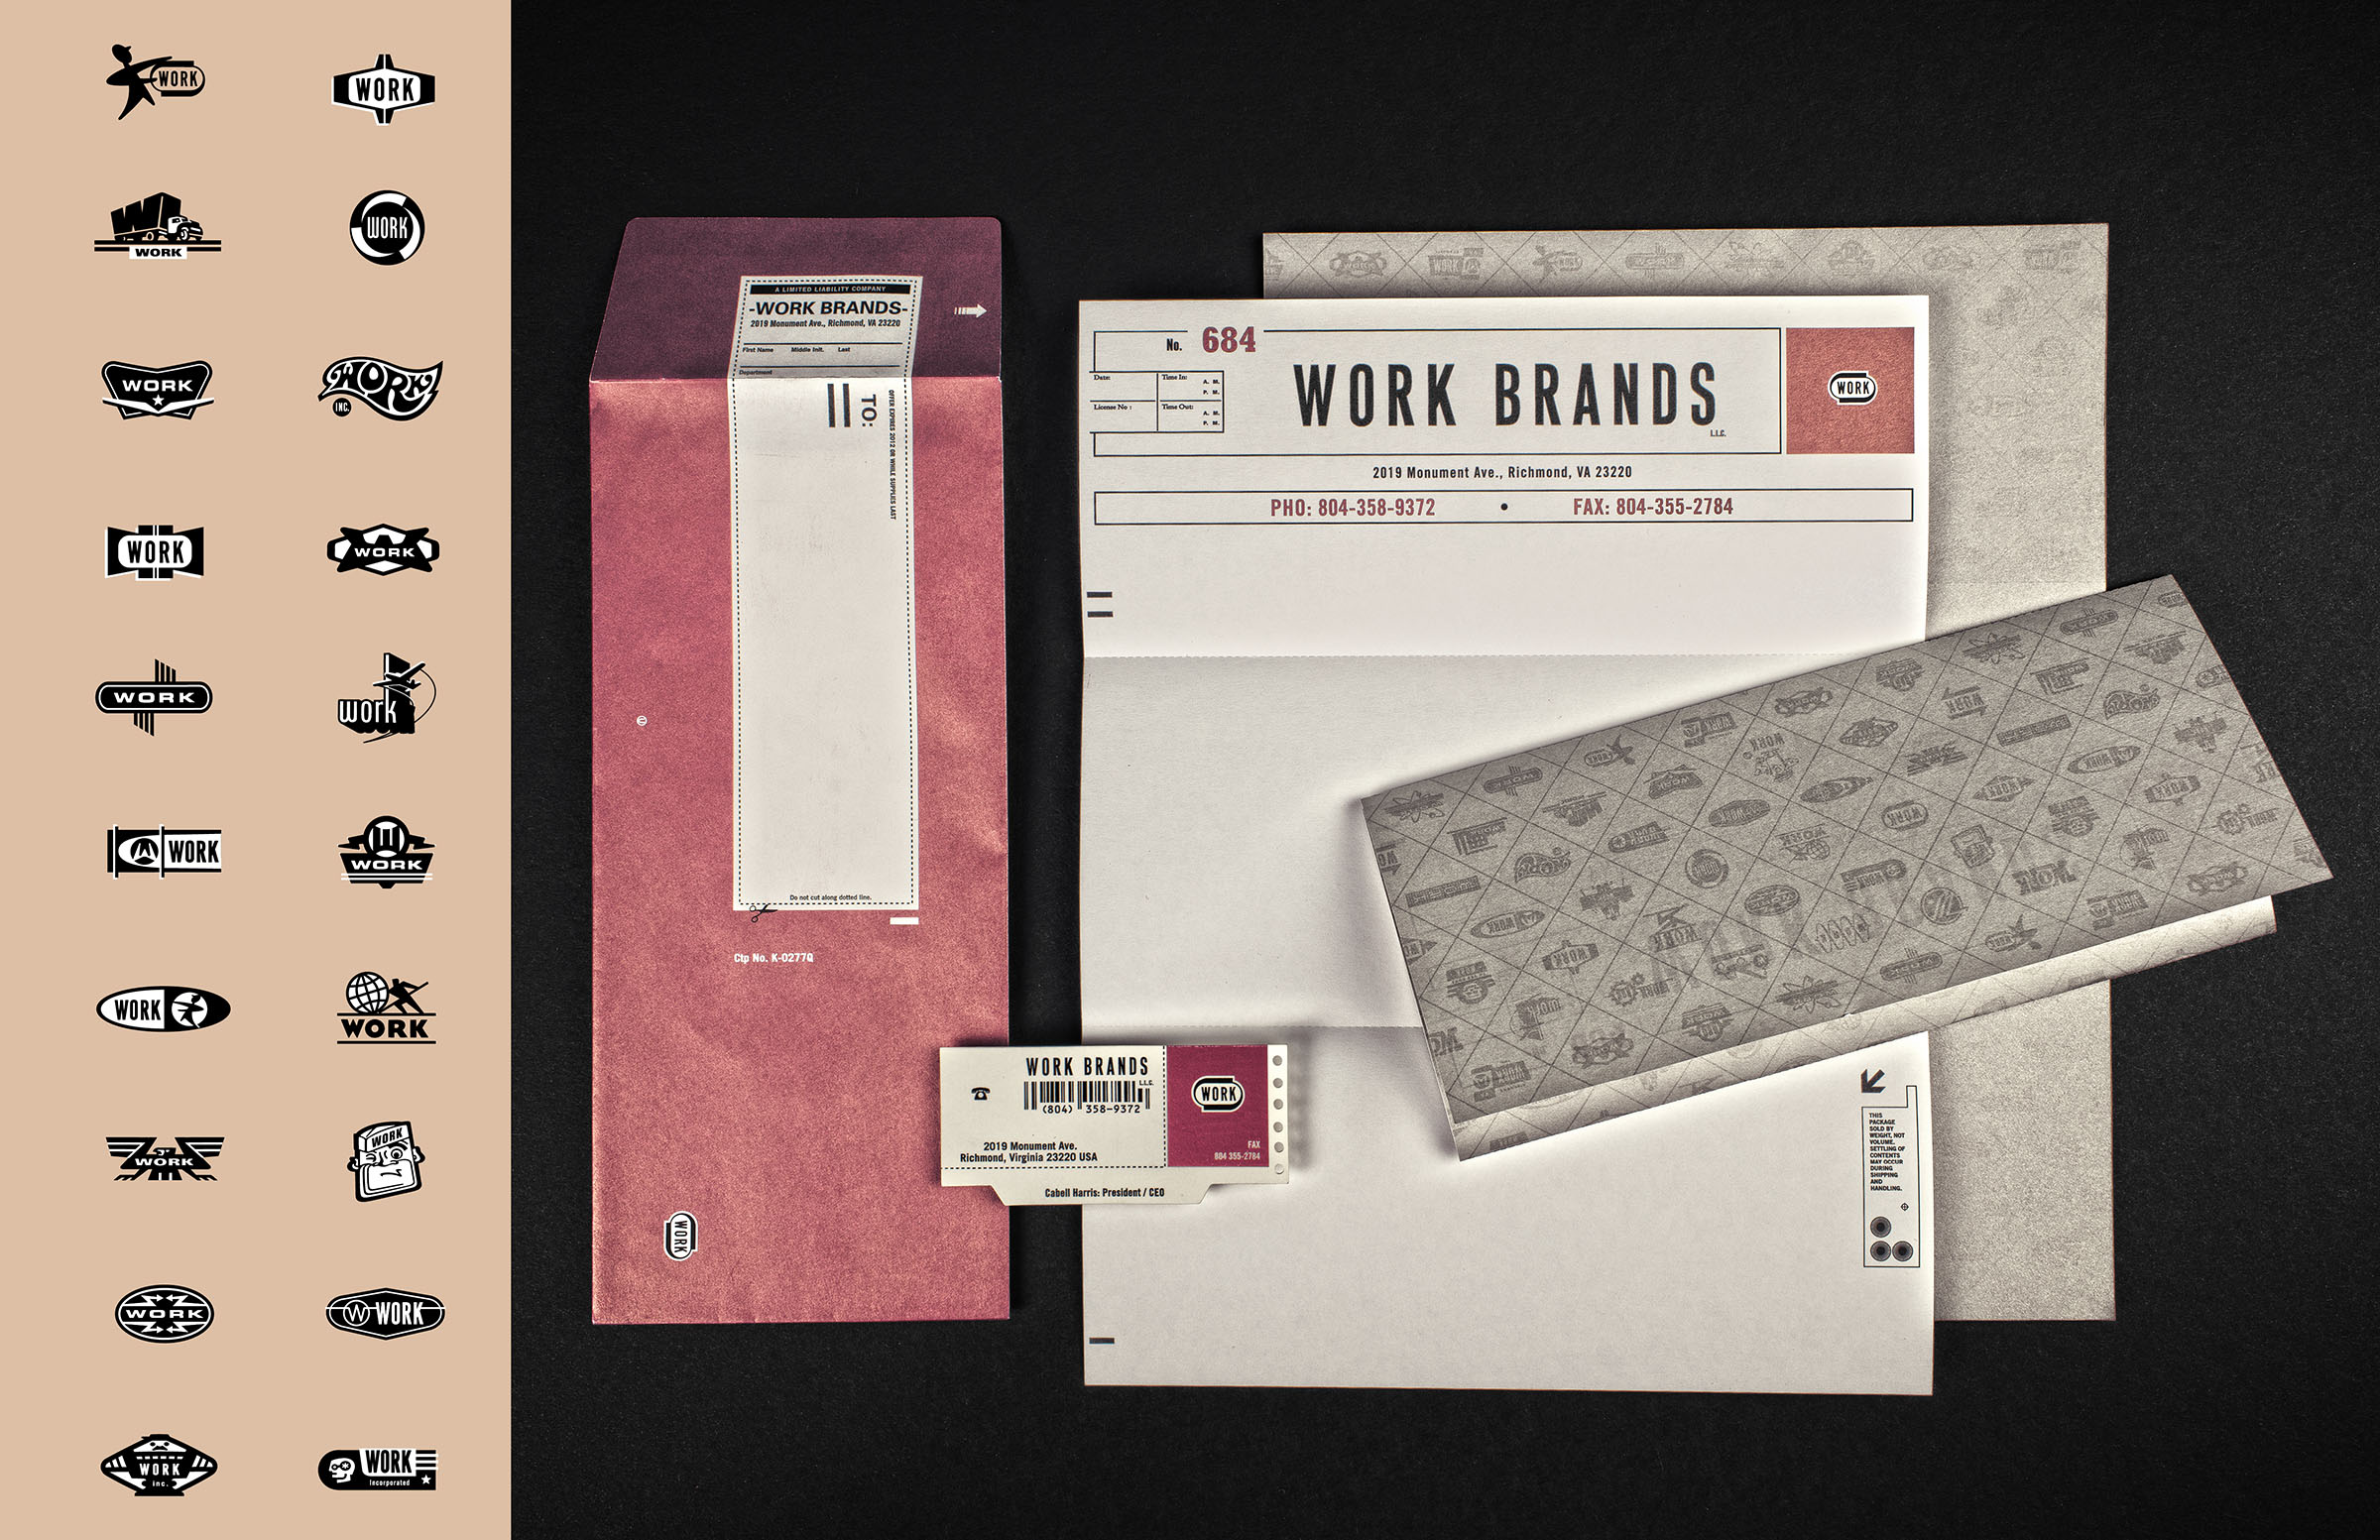 WORK
WORK
W
WORK
WORK
WORK
WORK!
INC.
WORK
WORK
WORK
work
WORK
WORK
WORK
WORK
WORK
WORK
WORK
W WORK
WORK
inc.
WORK
Incorporated
A LIMITED LIABILITY COMPANY
-WORK BRANDS-
2019 Monument Ave., Richmond, VA 23220
First Name Middle Init. Last
Department
TO:
OFFER EXPIRES 2012 OR WHILE SUPPLIES LAST
Do not cut along dotted line.
Ctp No. K-0277Q
WORK
No. 684
Date: Time In: A. M.
P. M.
License No : Time Out: A. M.
P. M.
WORK BRANDS
L.L.C.
WORK
2019 Monument Ave., Richmond, VA 23220
PHO: 804-358-9372 • FAX: 804-355-2784
WORK BRANDS
L.L.C.
(804) 358-9372
2019 Monument Ave.
Richmond, Virginia 23220 USA
WORK
FAX
804 355-2784
Cabell Harris: President / CEO
THIS
PACKAGE
SOLD BY
WEIGHT, NOT
VOLUME.
SETTLING OF
CONTENTS
MAY OCCUR
DURING
SHIPPING
AND
HANDLING.